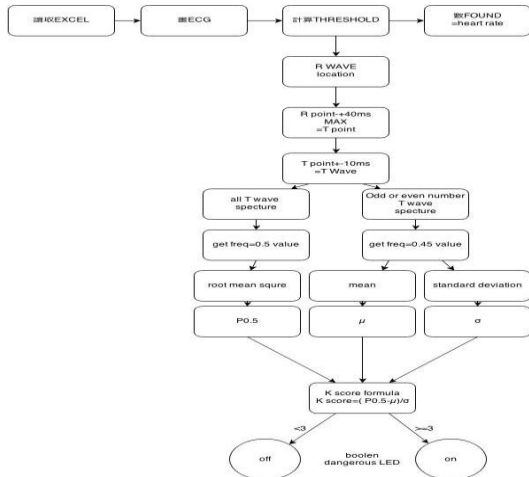 讀取EXCEL
畫ECG
計算THRESHOLD
數FOUND
=heart rate
R WAVE
location
R point-+40ms
MAX
=T point
T point+-10ms
=T Wave
all T wave
specture
Odd or even number
T wave
specture
get freq=0.5 value
get freq=0.45 value
root mean squre
mean
standard deviation
P0.5
μ
σ
K score formula
K score=( P0.5-μ)/σ
<3
>=3
off
boolen
dangerous LED
on